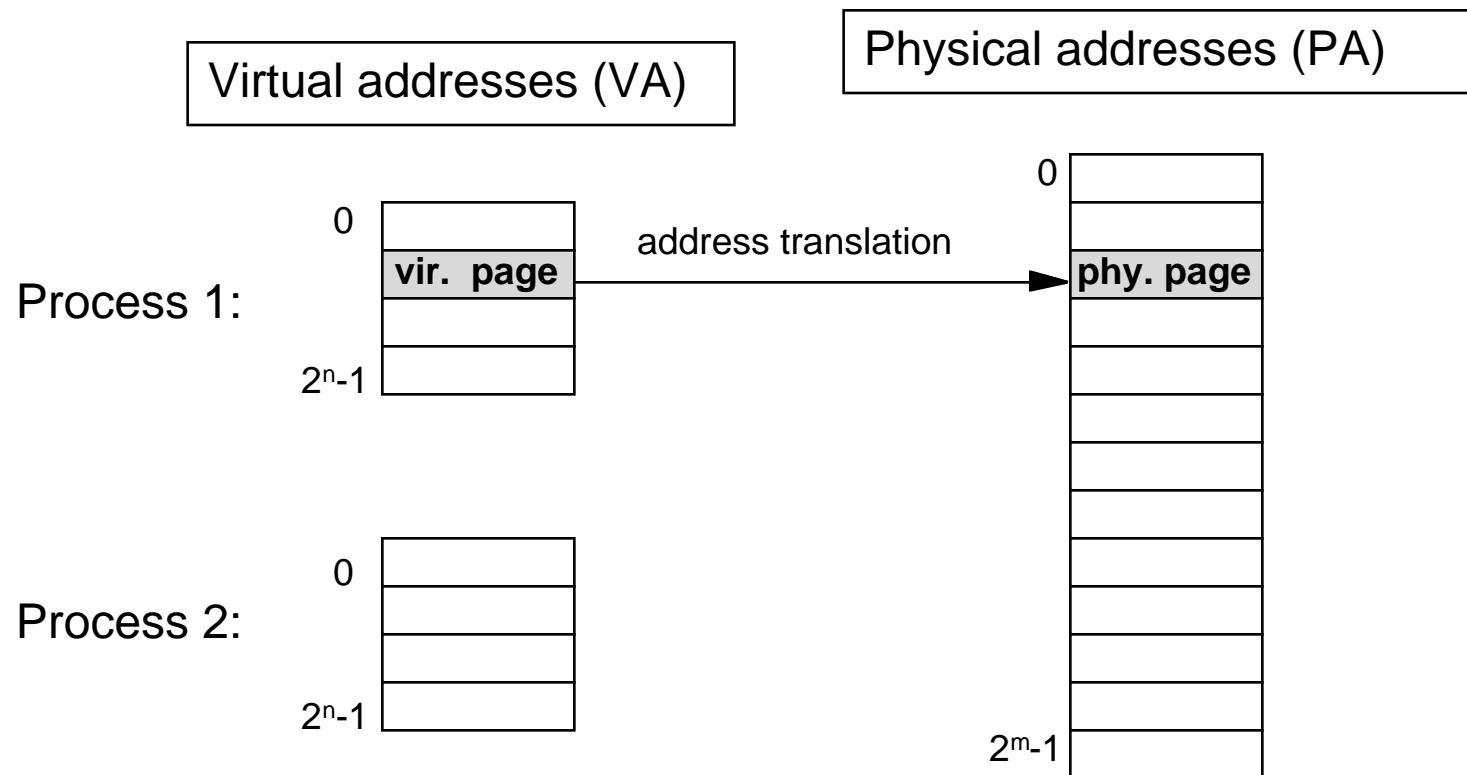 Virtual addresses (VA)
Physical addresses (PA)
0
0
address translation
vir. page
phy. page
Process 1:
2ⁿ-1
0
Process 2:
2ⁿ-1
2ᵐ-1